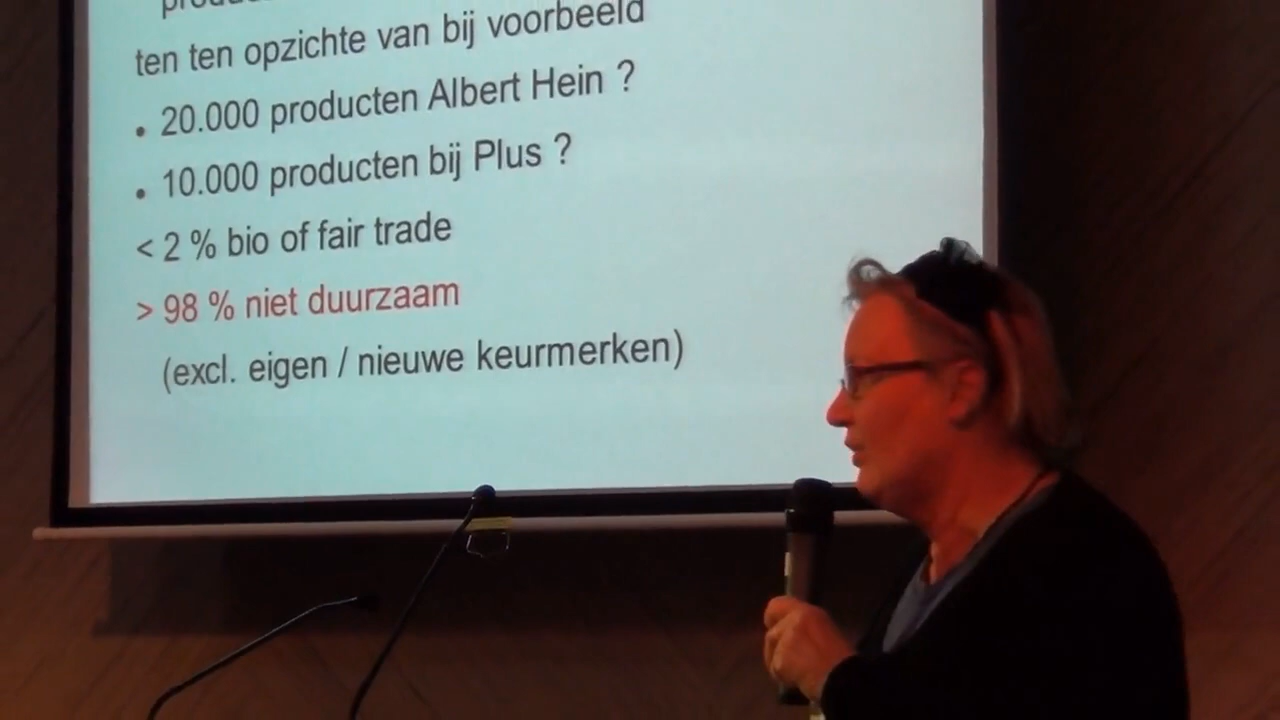 ten ten opzichte van bij voorbeeld
• 20.000 producten Albert Hein ?
• 10.000 producten bij Plus ?
< 2 % bio of fair trade
> 98 % niet duurzaam
(excl. eigen / nieuwe keurmerken)